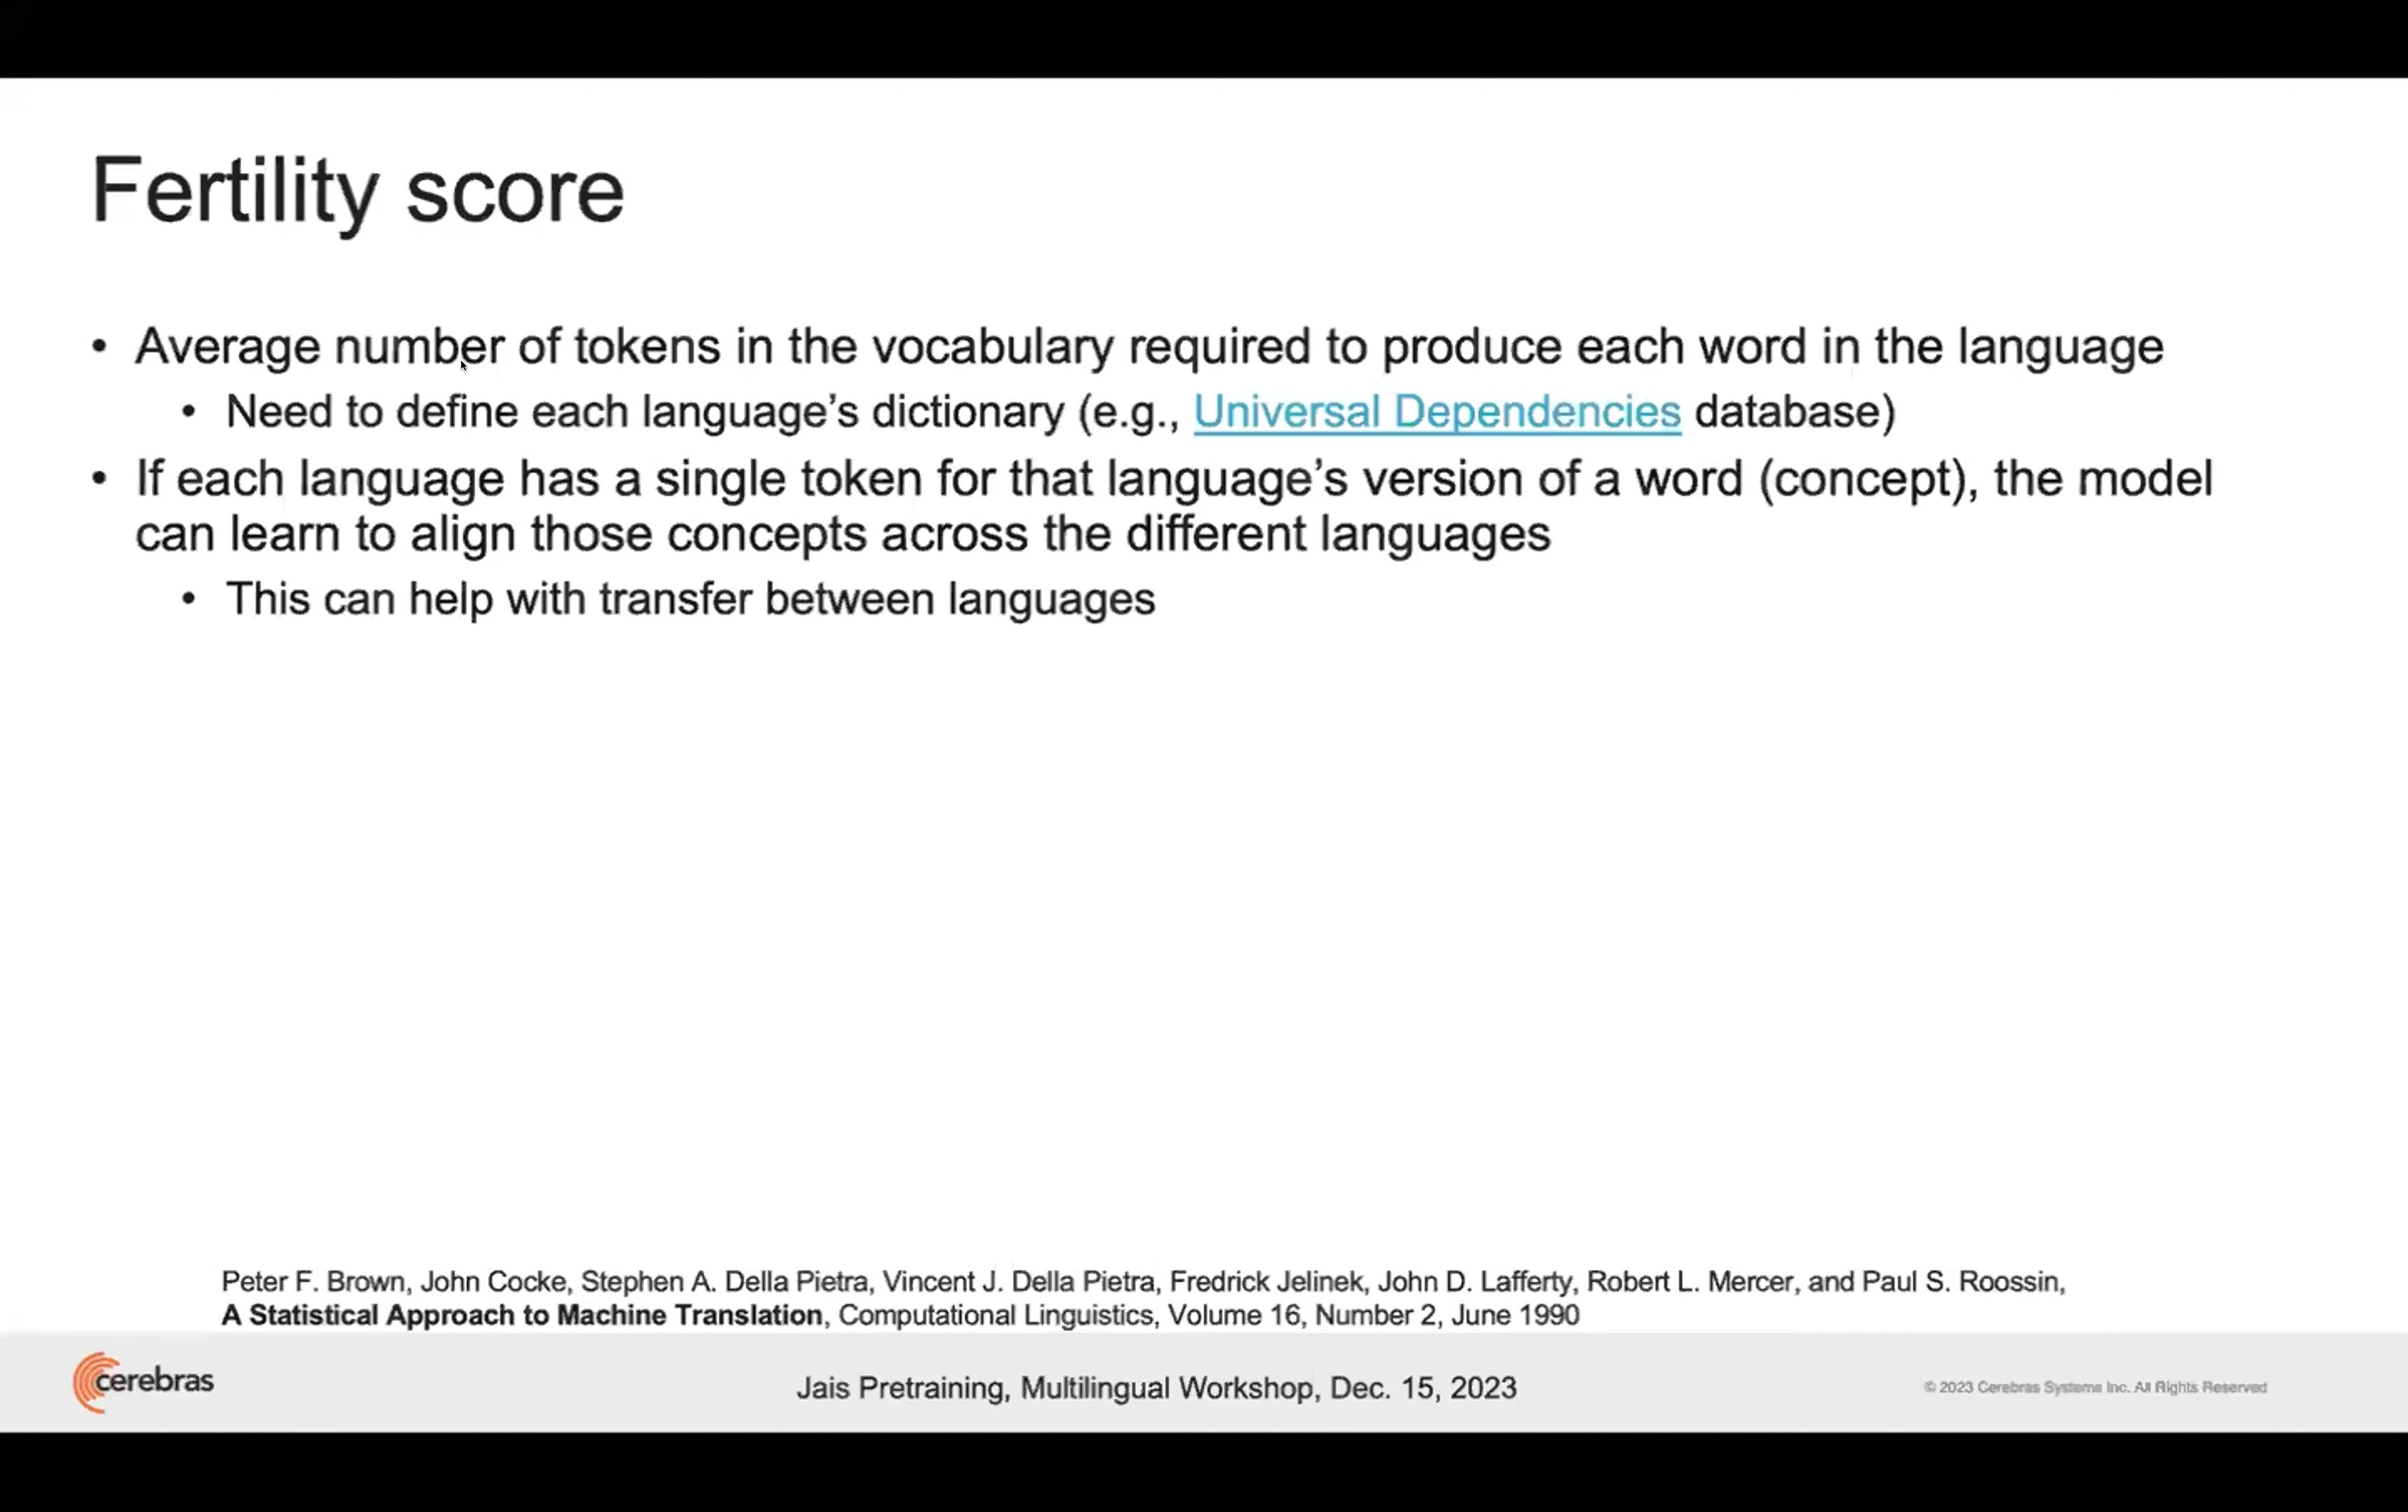 Fertility score
• Average number of tokens in the vocabulary required to produce each word in the language
• Need to define each language’s dictionary (e.g., Universal Dependencies database)
• If each language has a single token for that language’s version of a word (concept), the model
can learn to align those concepts across the different languages
• This can help with transfer between languages
Peter F. Brown, John Cocke, Stephen A. Della Pietra, Vincent J. Della Pietra, Fredrick Jelinek, John D. Lafferty, Robert L. Mercer, and Paul S. Roossin,
A Statistical Approach to Machine Translation, Computational Linguistics, Volume 16, Number 2, June 1990
cerebras
Jais Pretraining, Multilingual Workshop, Dec. 15, 2023
© 2023 Cerebras Systems Inc. All Rights Reserved